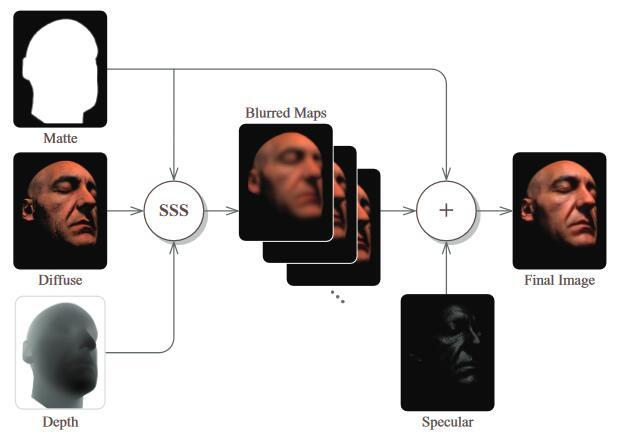 Matte
Blurred Maps
SSS
+
Diffuse
Final Image
Depth
Specular